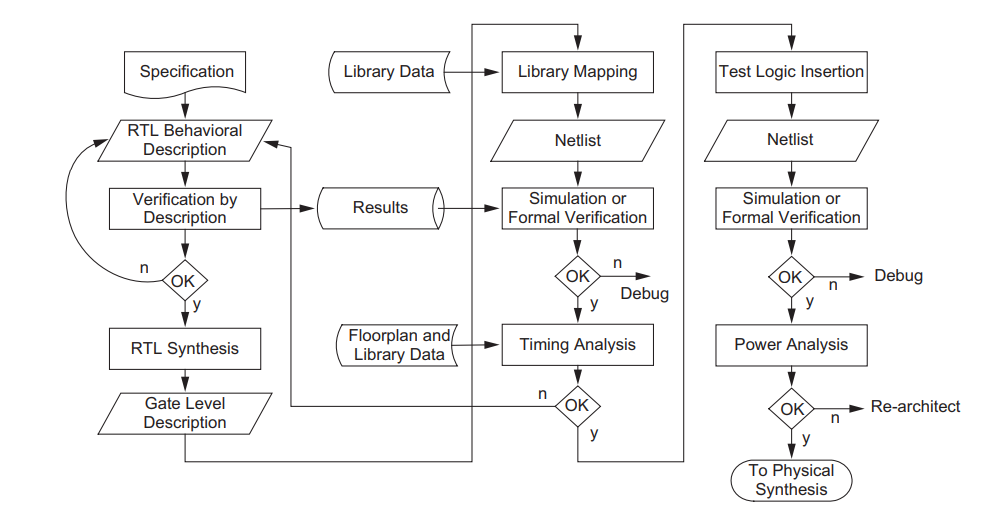 Specification
RTL Behavioral
Description
Verification by
Description
n
OK
y
RTL Synthesis
Gate Level
Description
Library Data
Library Mapping
Netlist
Results
Simulation or
Formal Verification
n
OK
Debug
y
Floorplan and
Library Data
Timing Analysis
n
OK
y
Test Logic Insertion
Netlist
Simulation or
Formal Verification
OK
n
Debug
y
Power Analysis
OK
n
Re-architect
y
To Physical
Synthesis